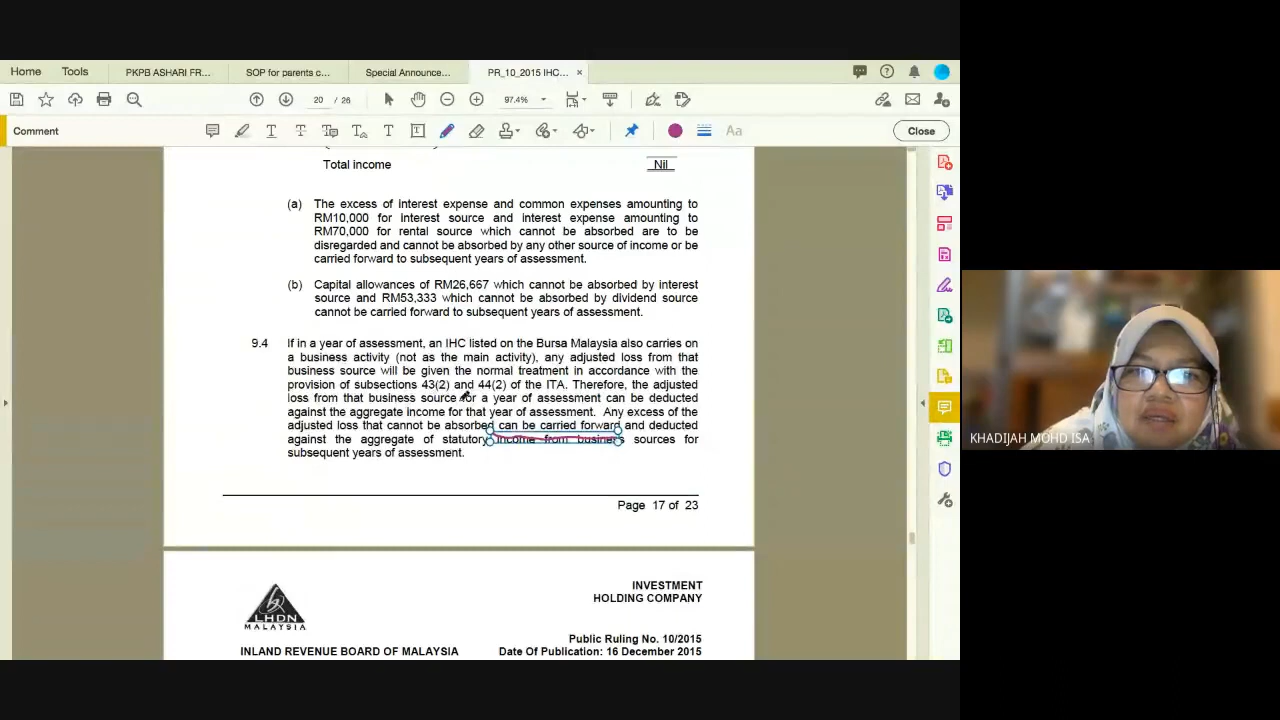 Home Tools PKPB ASHARI FR... SOP for parents c... Special Announce... PR_10_2015 IHC... ×
20 / 26 97.4%
Comment T T T T Aa Close
Total income Nil
(a) The excess of interest expense and common expenses amounting to
RM10,000 for interest source and interest expense amounting to
RM70,000 for rental source which cannot be absorbed are to be
disregarded and cannot be absorbed by any other source of income or be
carried forward to subsequent years of assessment.
(b) Capital allowances of RM26,667 which cannot be absorbed by interest
source and RM53,333 which cannot be absorbed by dividend source
cannot be carried forward to subsequent years of assessment.
9.4 If in a year of assessment, an IHC listed on the Bursa Malaysia also carries on
a business activity (not as the main activity), any adjusted loss from that
business source will be given the normal treatment in accordance with the
provision of subsections 43(2) and 44(2) of the ITA. Therefore, the adjusted
loss from that business source for a year of assessment can be deducted
against the aggregate income for that year of assessment. Any excess of the
adjusted loss that cannot be absorbed can be carried forward and deducted
against the aggregate of statutory income from business sources for
subsequent years of assessment.
Page 17 of 23
LHDN
MALAYSIA
INVESTMENT
HOLDING COMPANY
Public Ruling No. 10/2015
INLAND REVENUE BOARD OF MALAYSIA Date Of Publication: 16 December 2015
KHADIJAH MOHD ISA